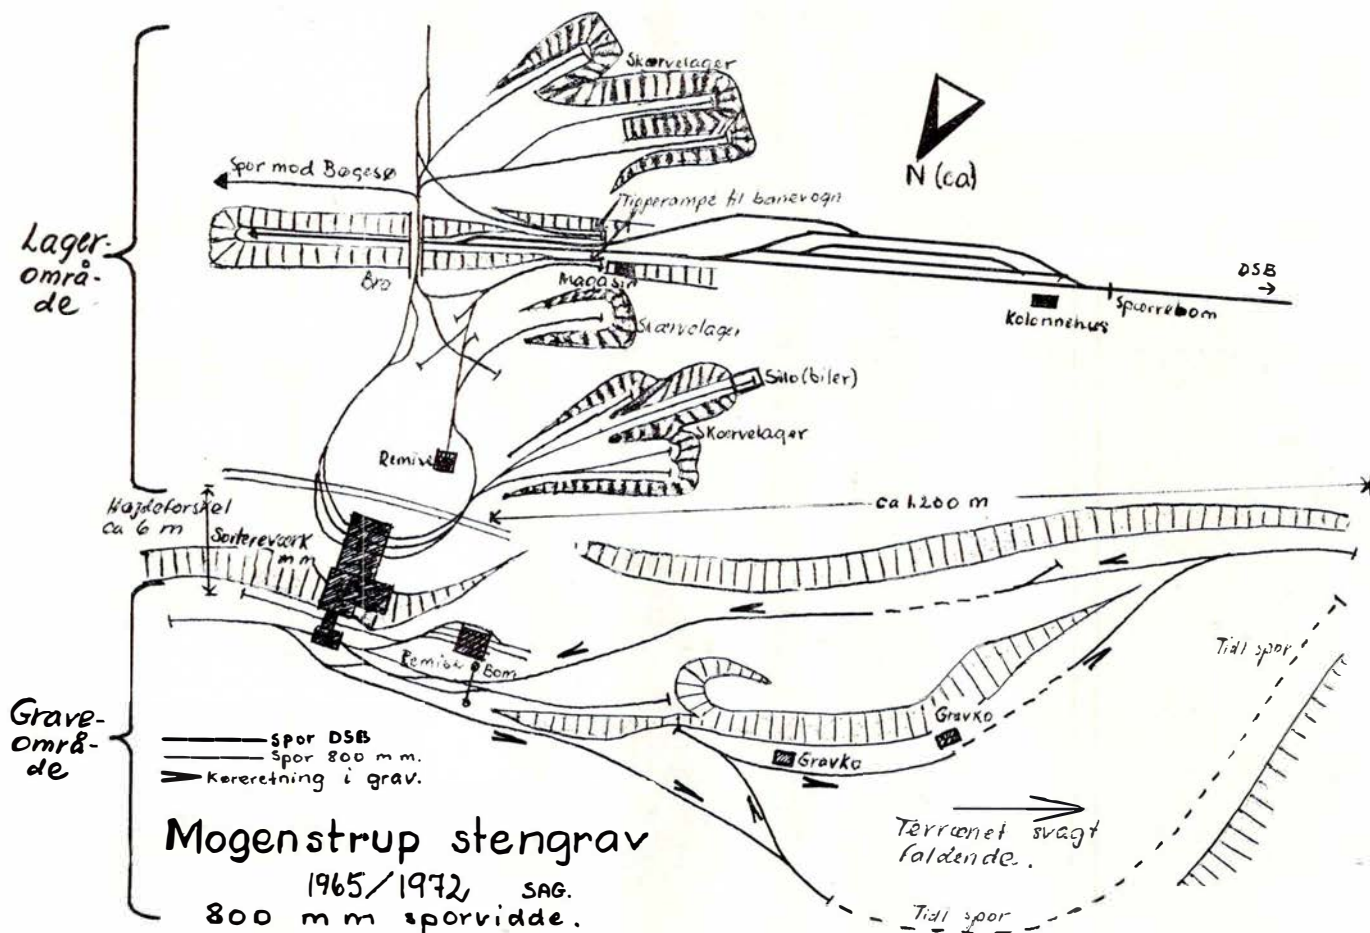 Skærvelager
N (ca)
Spor mod Bøgesø
Tipperampe til banevogn
Lager-
områ-
de
Bro
Magasin
DSB
Kolonnehus
Spærrebom
Skærvelager
Silo (biler)
Skærvelager
Remise
Højdeforskel
ca 6 m
ca 1.200 m
Sortereværk
m m
Remise
Bom
Tidl spor
Grave-
områ-
de
Gravko
Gravko
Spor DSB
Spor 800 mm.
Køreretning i grav.
Mogenstrup stengrav
1965/1972 SAG.
800 mm sporvidde.
Terrænet svagt
faldende.
Tidl spor